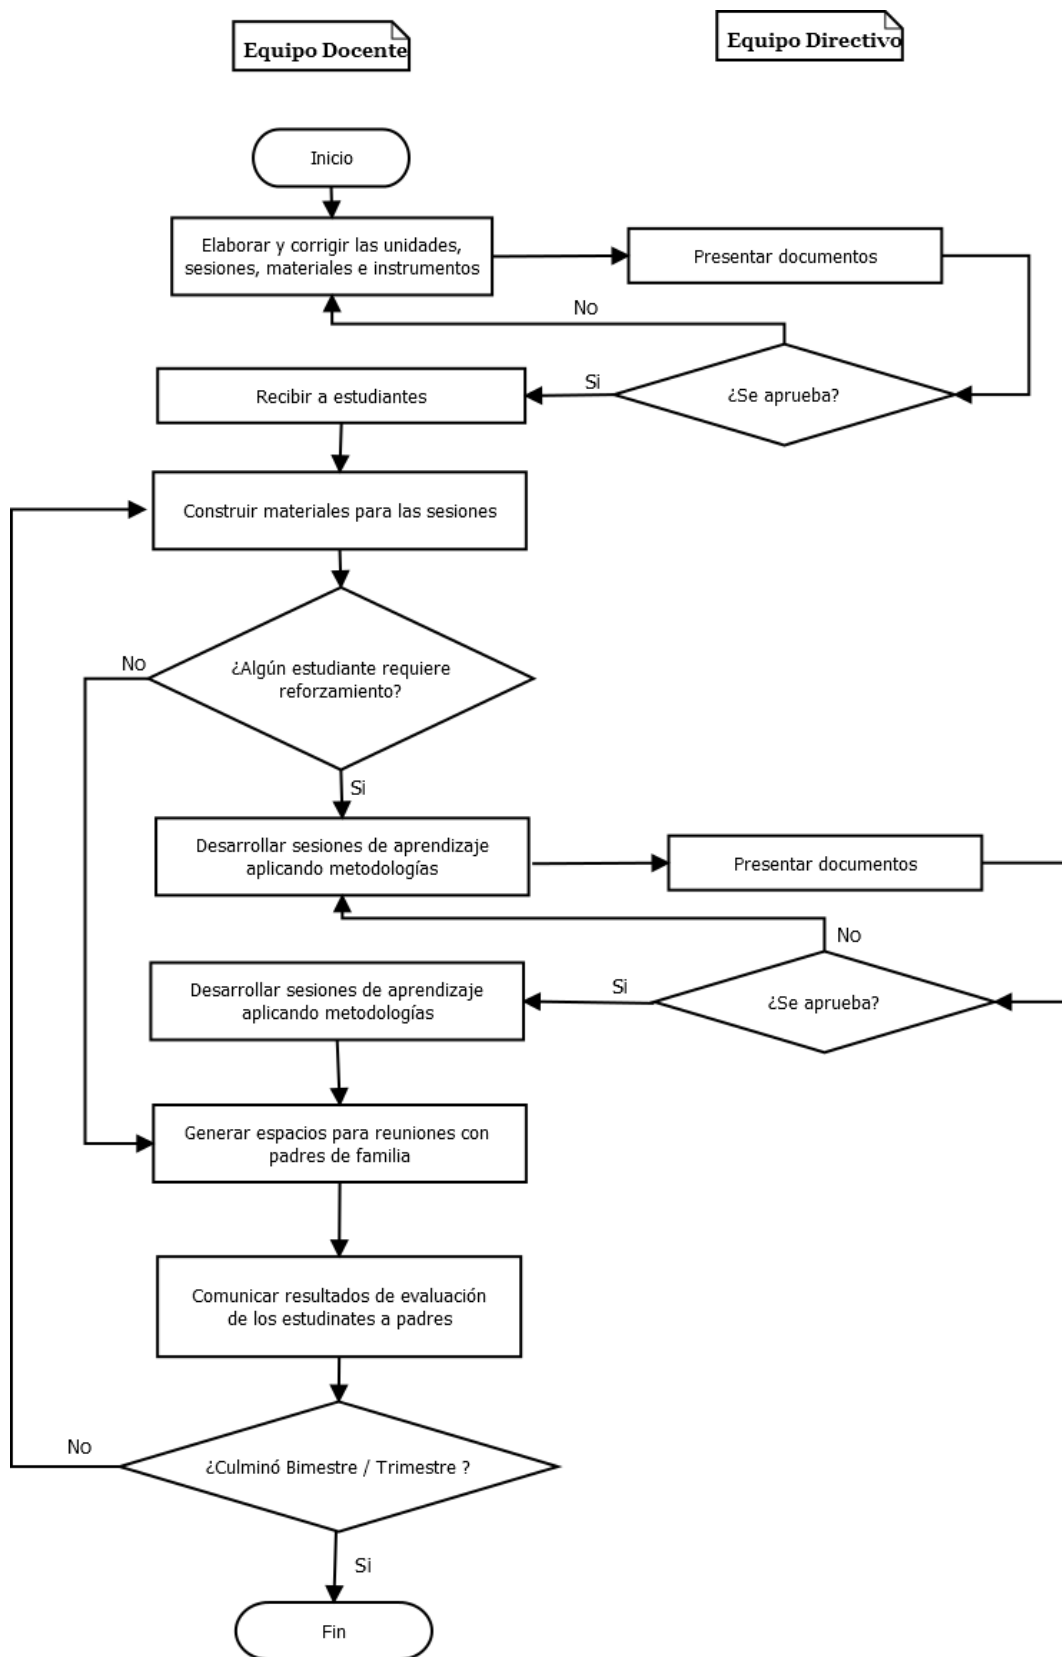 Equipo Docente
Equipo Directivo
Inicio
Elaborar y corrigir las unidades,
sesiones, materiales e instrumentos
Presentar documentos
No
¿Se aprueba?
Si
Recibir a estudiantes
Construir materiales para las sesiones
¿Algún estudiante requiere
reforzamiento?
No
Si
Desarrollar sesiones de aprendizaje
aplicando metodologías
Presentar documentos
No
¿Se aprueba?
Si
Desarrollar sesiones de aprendizaje
aplicando metodologías
Generar espacios para reuniones con
padres de familia
Comunicar resultados de evaluación
de los estudinates a padres
No
¿Culminó Bimestre / Trimestre ?
Si
Fin